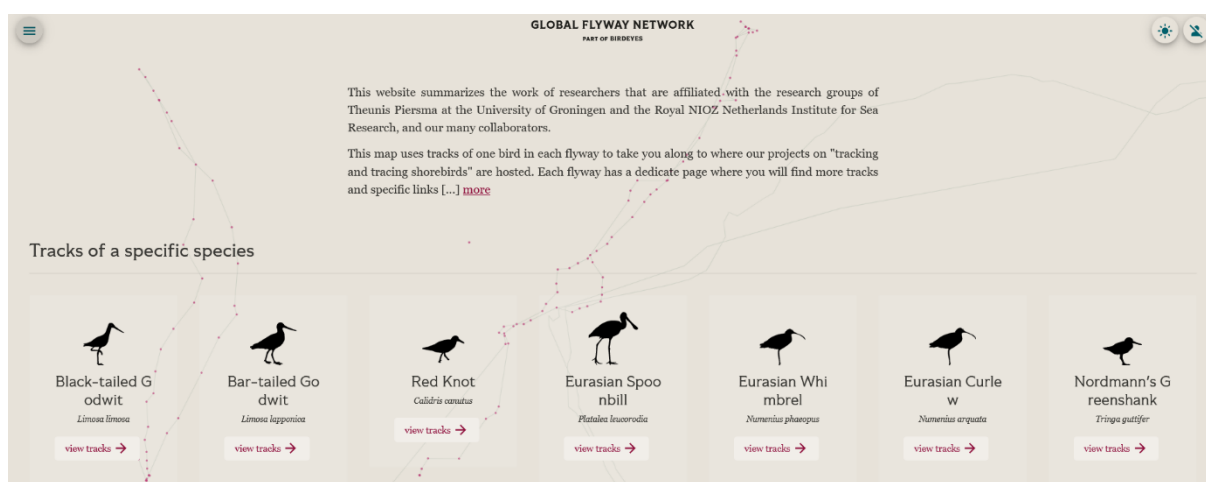 GLOBAL FLYWAY NETWORK
PART OF BIRDEYES
This website summarizes the work of researchers that are affiliated with the research groups of
Theunis Piersma at the University of Groningen and the Royal NIOZ Netherlands Institute for Sea
Research, and our many collaborators.
This map uses tracks of one bird in each flyway to take you along to where our projects on "tracking
and tracing shorebirds" are hosted. Each flyway has a dedicate page where you will find more tracks
and specific links [...] more
Tracks of a specific species
Black-tailed G
odwit
Limosa limosa
view tracks →
Bar-tailed Go
dwit
Limosa lapponica
view tracks →
Red Knot
Calidris canutus
view tracks →
Eurasian Spoo
nbill
Platalea leucorodia
view tracks →
Eurasian Whi
mbrel
Numenius phaeopus
view tracks →
Eurasian Curle
w
Numenius arquata
view tracks →
Nordmann's G
reenshank
Tringa guttifer
view tracks →